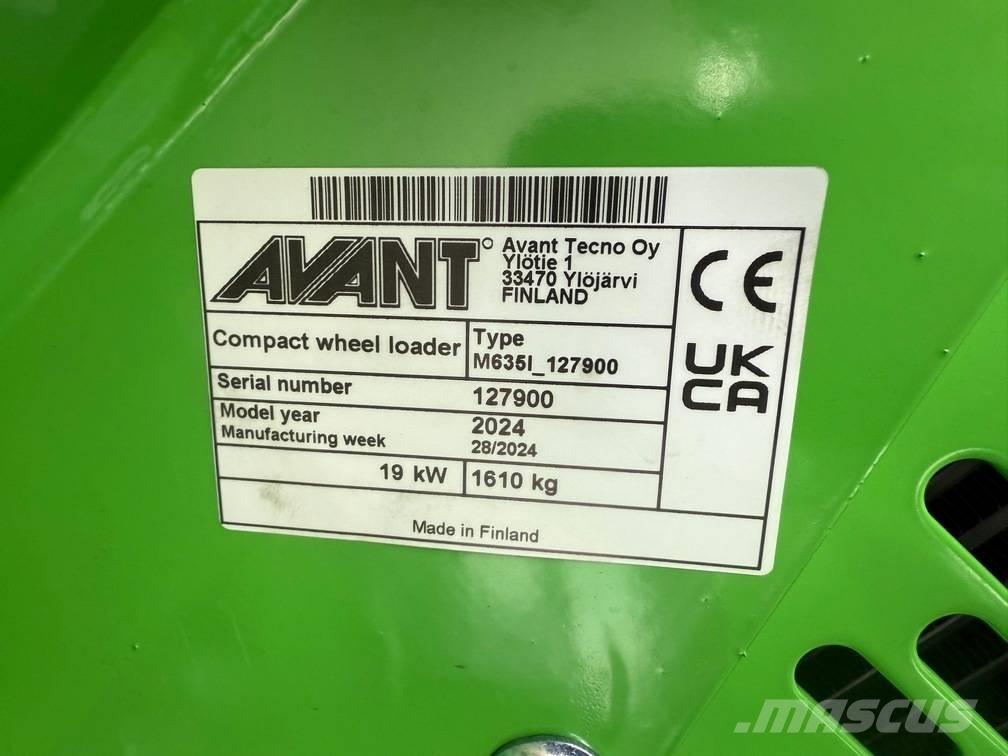 AVANT®
Avant Tecno Oy
Ylötie 1
33470 Ylöjärvi
FINLAND
CE
Compact wheel loader
Type
M635I_127900
UK
CA
Serial number 127900
Model year 2024
Manufacturing week 28/2024
19 kW 1610 kg
Made in Finland
MASCUS